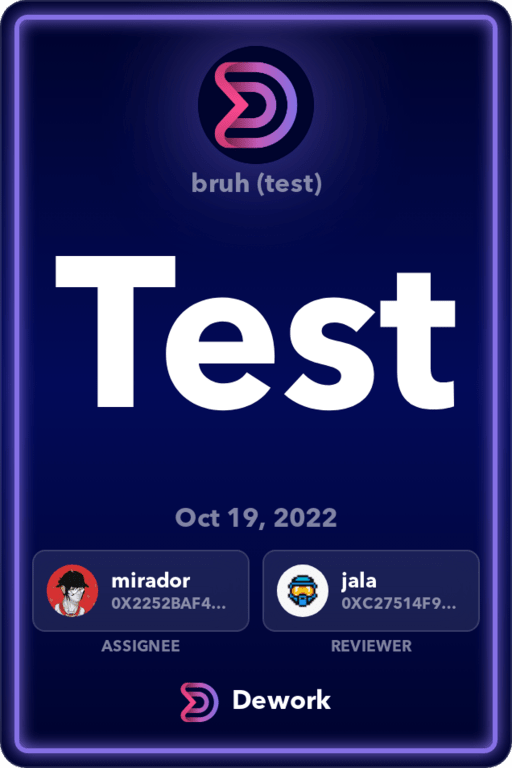 bruh (test)
Test
Oct 19, 2022
mirador
0X2252BAF4...
jala
0XC27514F9...
ASSIGNEE
REVIEWER
Dework